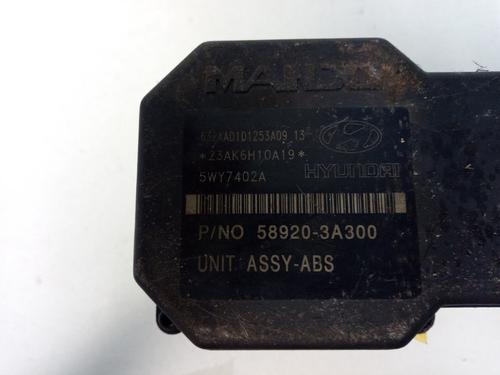 MANDO
*23AK6H10A19*
HYUNDAI
5WY7402A
P/NO 58920-3A300
UNIT ASSY-ABS